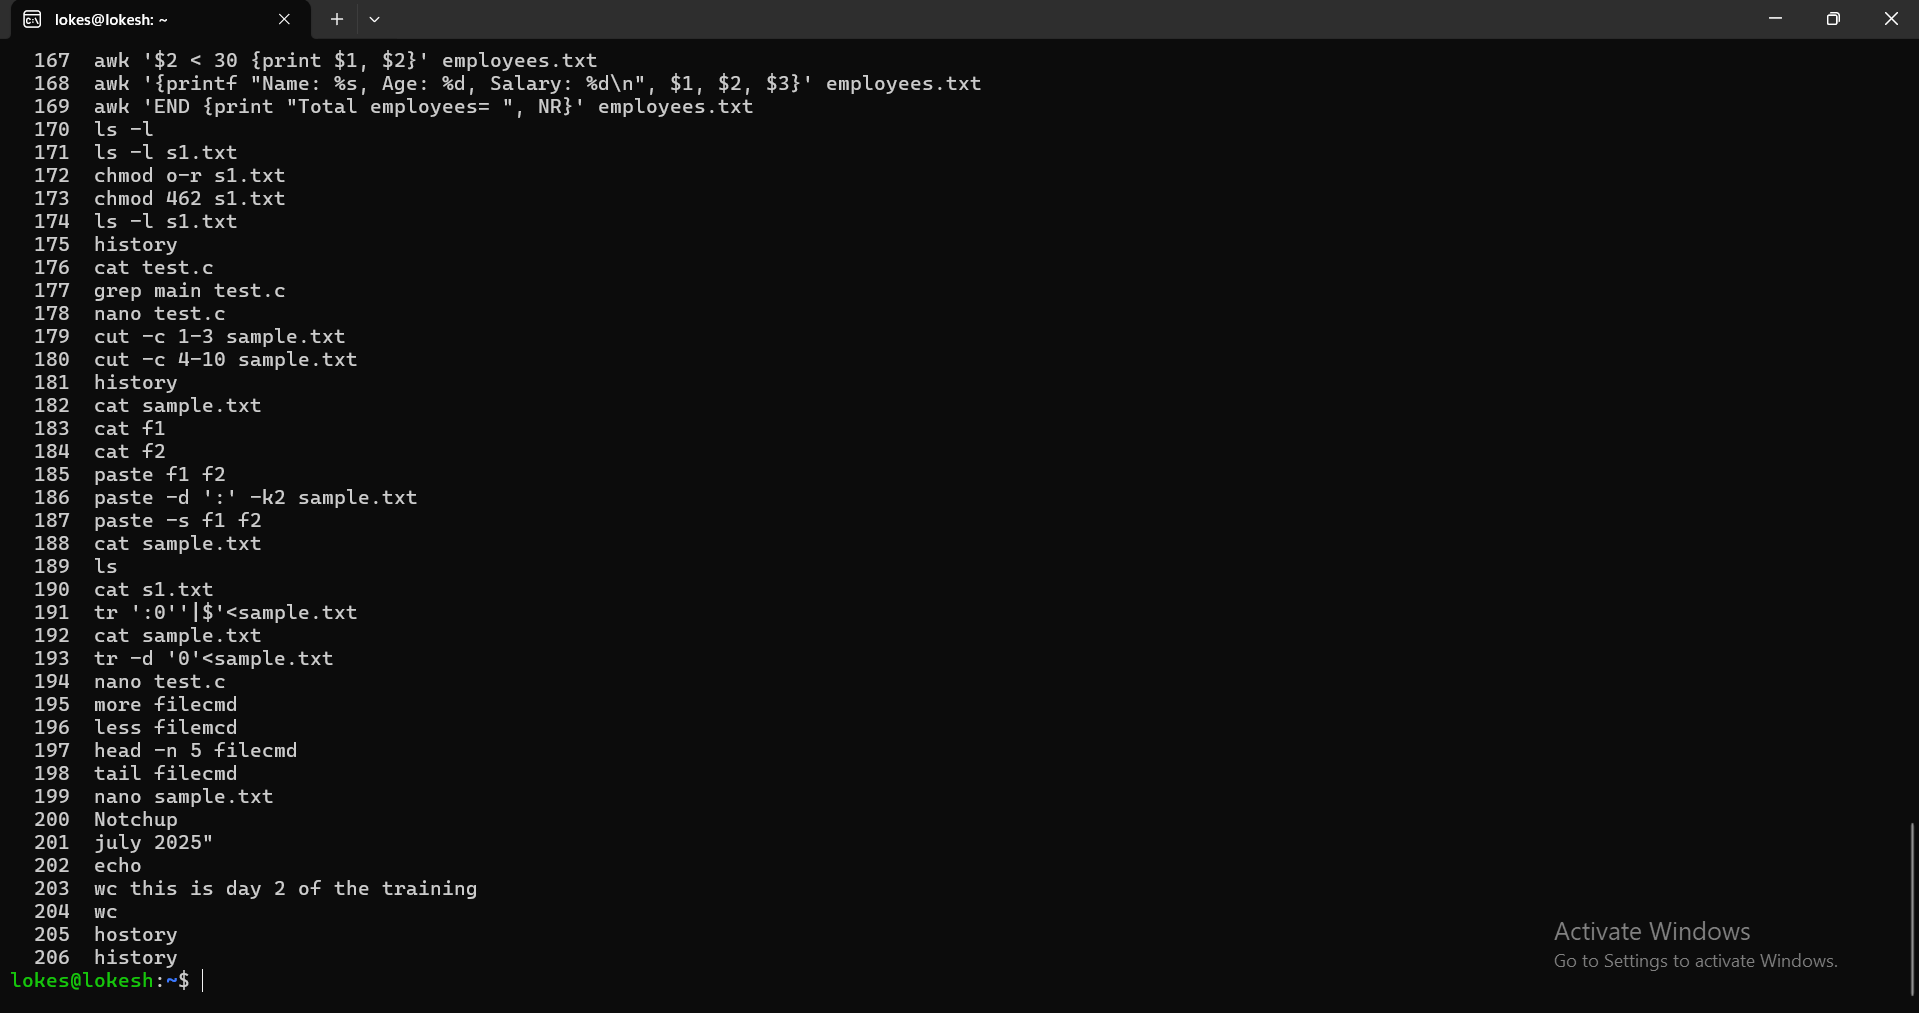 lokes@lokesh: ~
167 awk '$2 < 30 {print $1, $2}' employees.txt
168 awk '{printf "Name: %s, Age: %d, Salary: %d\n", $1, $2, $3}' employees.txt
169 awk 'END {print "Total employees= ", NR}' employees.txt
170 ls -l
171 ls -l s1.txt
172 chmod o-r s1.txt
173 chmod 462 s1.txt
174 ls -l s1.txt
175 history
176 cat test.c
177 grep main test.c
178 nano test.c
179 cut -c 1-3 sample.txt
180 cut -c 4-10 sample.txt
181 history
182 cat sample.txt
183 cat f1
184 cat f2
185 paste f1 f2
186 paste -d ':' -k2 sample.txt
187 paste -s f1 f2
188 cat sample.txt
189 ls
190 cat s1.txt
191 tr ':0''|$'<sample.txt
192 cat sample.txt
193 tr -d '0'<sample.txt
194 nano test.c
195 more filecmd
196 less filemcd
197 head -n 5 filecmd
198 tail filecmd
199 nano sample.txt
200 Notchup
201 july 2025"
202 echo
203 wc this is day 2 of the training
204 wc
205 hostory
206 history
lokes@lokesh:~$
Activate Windows
Go to Settings to activate Windows.